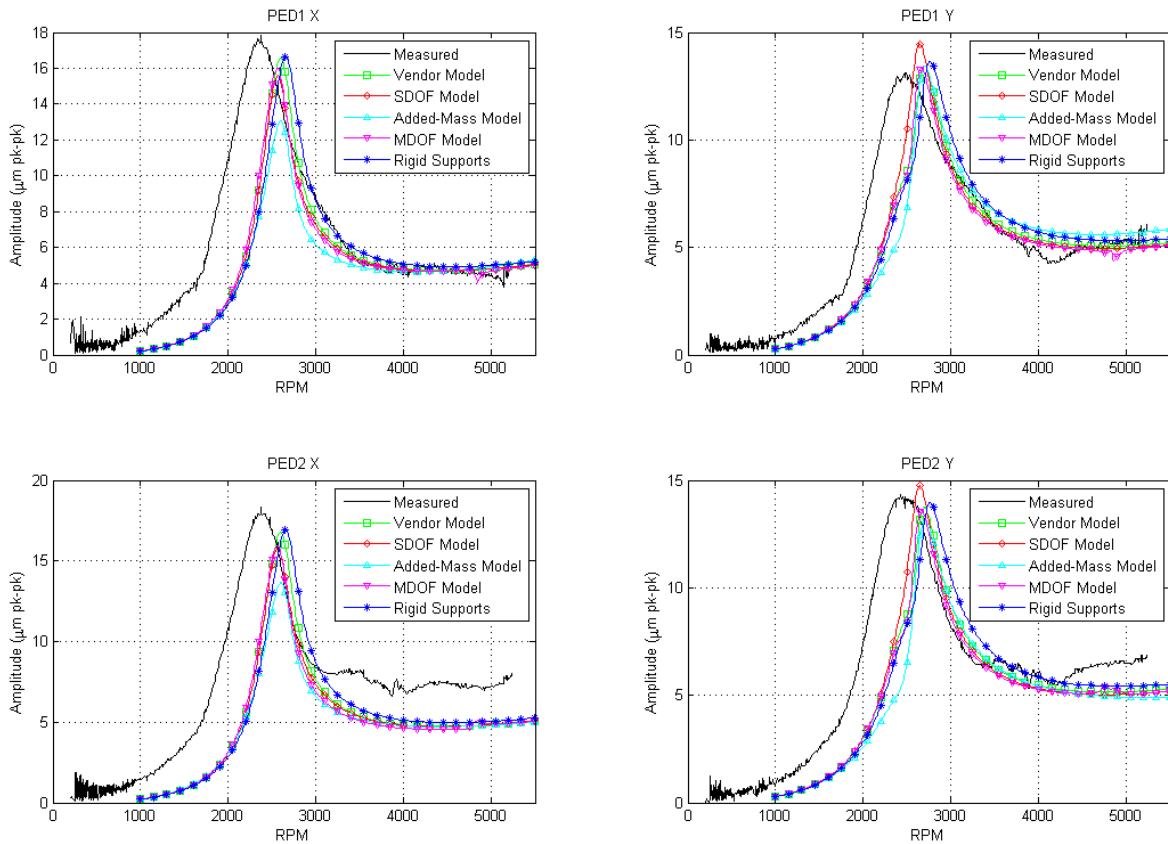 PED1 X
18
16
14
12
10
8
6
4
2
0
Amplitude (μm pk-pk)
1000 2000 3000 4000 5000
RPM
Measured
Vendor Model
SDOF Model
Added-Mass Model
MDOF Model
Rigid Supports
PED1 Y
15
10
5
0
Amplitude (μm pk-pk)
0 1000 2000 3000 4000 5000
RPM
Measured
Vendor Model
SDOF Model
Added-Mass Model
MDOF Model
Rigid Supports
PED2 X
20
15
10
5
0
Amplitude (μm pk-pk)
0 1000 2000 3000 4000 5000
RPM
Measured
Vendor Model
SDOF Model
Added-Mass Model
MDOF Model
Rigid Supports
PED2 Y
15
10
5
0
Amplitude (μm pk-pk)
0 1000 2000 3000 4000 5000
RPM
Measured
Vendor Model
SDOF Model
Added-Mass Model
MDOF Model
Rigid Supports